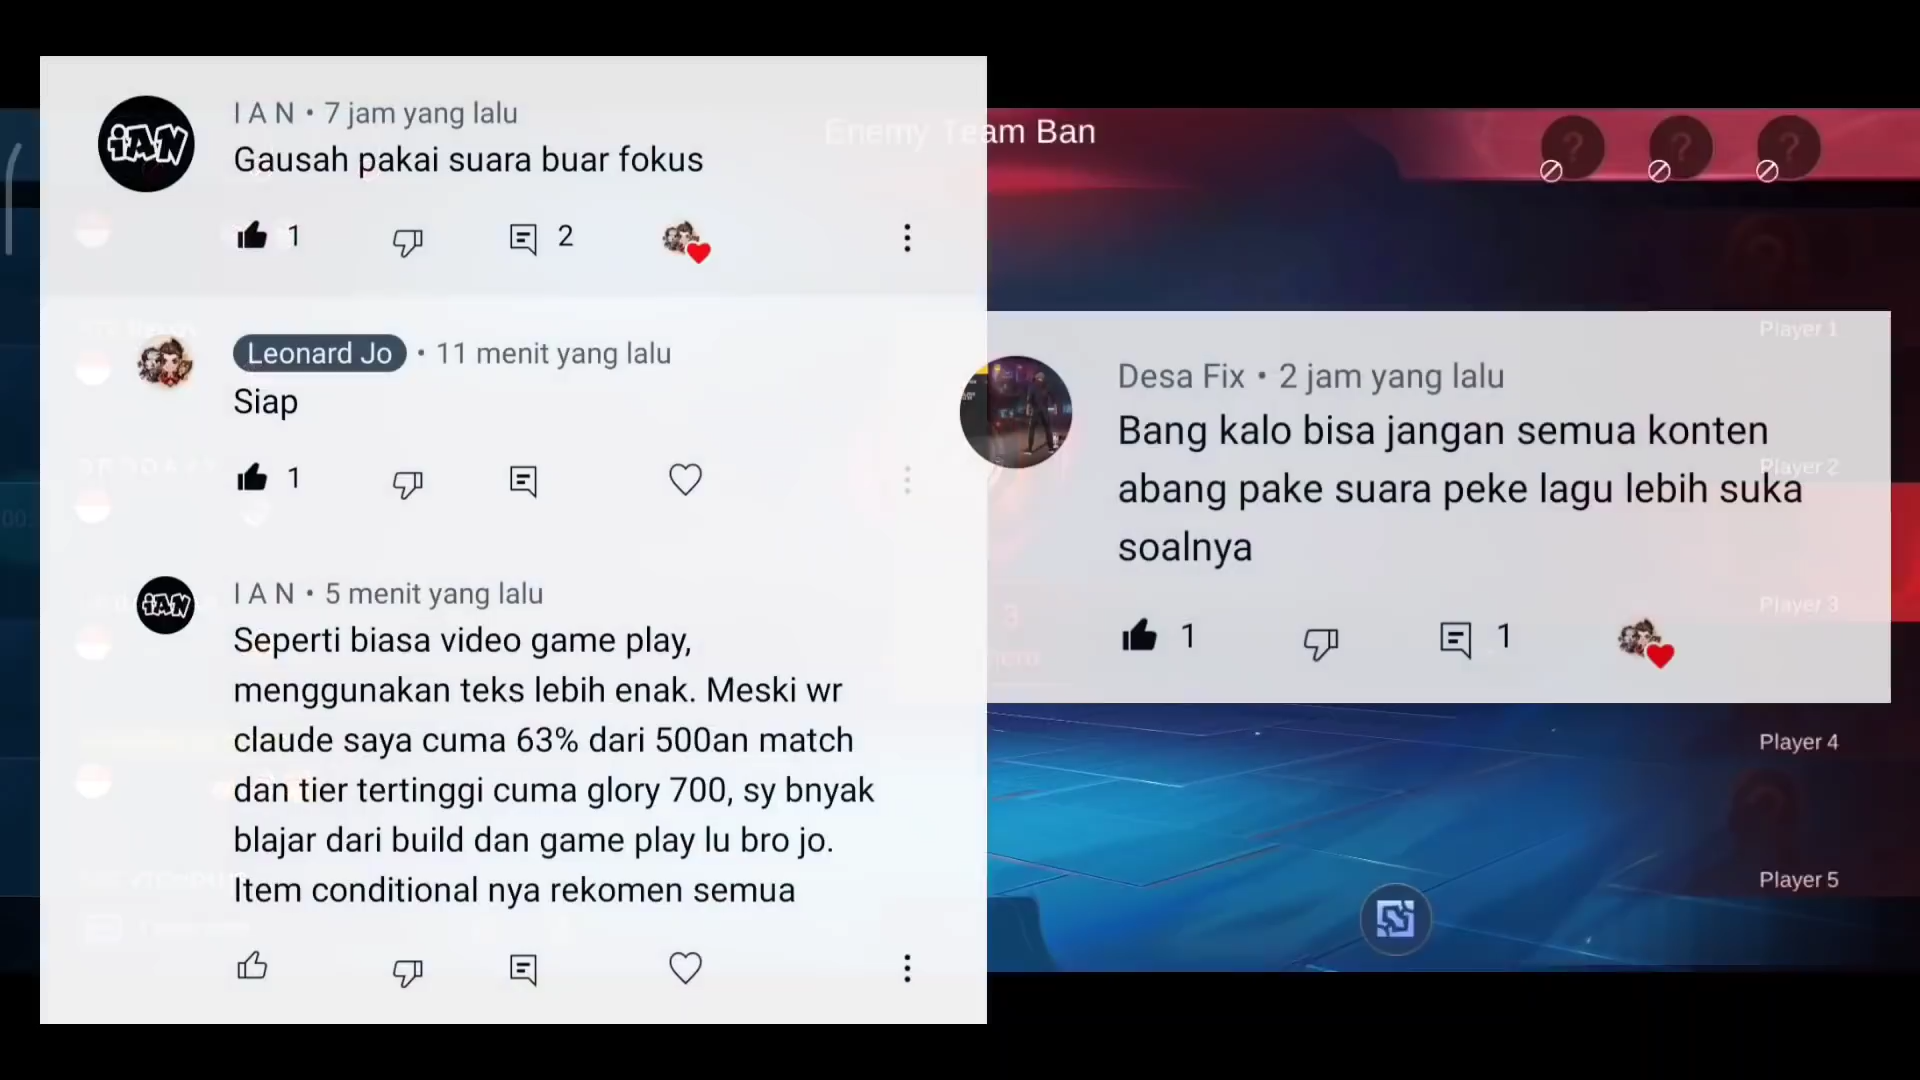 iAN
I A N • 7 jam yang lalu
Gausah pakai suara buar fokus
1
2
Leonard Jo • 11 menit yang lalu
Siap
1
iAN
I A N • 5 menit yang lalu
Seperti biasa video game play,
menggunakan teks lebih enak. Meski wr
claude saya cuma 63% dari 500an match
dan tier tertinggi cuma glory 700, sy bnyak
blajar dari build dan game play lu bro jo.
Item conditional nya rekomen semua
Enemy Team Ban
Player 1
Desa Fix • 2 jam yang lalu
Bang kalo bisa jangan semua konten
Player 2
abang pake suara peke lagu lebih suka
soalnya
Player 3
1
1
Player 4
Player 5